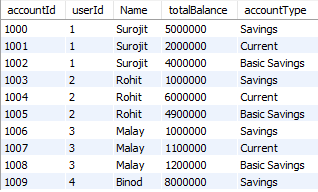 accountId userId Name totalBalance accountType
1000 1 Surojit 5000000 Savings
1001 1 Surojit 2000000 Current
1002 1 Surojit 4000000 Basic Savings
1003 2 Rohit 1000000 Savings
1004 2 Rohit 6000000 Current
1005 2 Rohit 4900000 Basic Savings
1006 3 Malay 1000000 Savings
1007 3 Malay 1100000 Current
1008 3 Malay 1200000 Basic Savings
1009 4 Binod 8000000 Savings